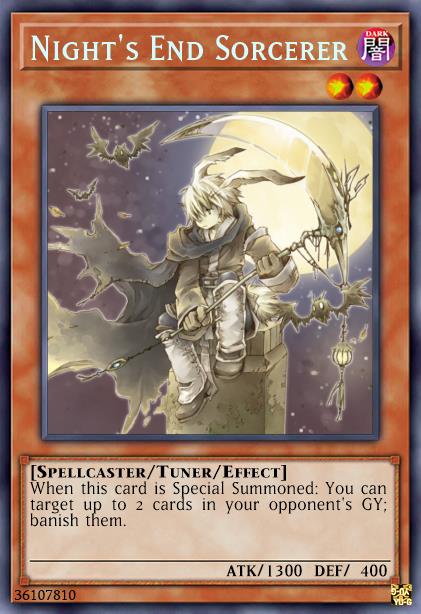 Night's End Sorcerer
DARK
闇
[Spellcaster/Tuner/Effect]
When this card is Special Summoned: You can
target up to 2 cards in your opponent's GY;
banish them.
ATK/1300 DEF/ 400
36107810